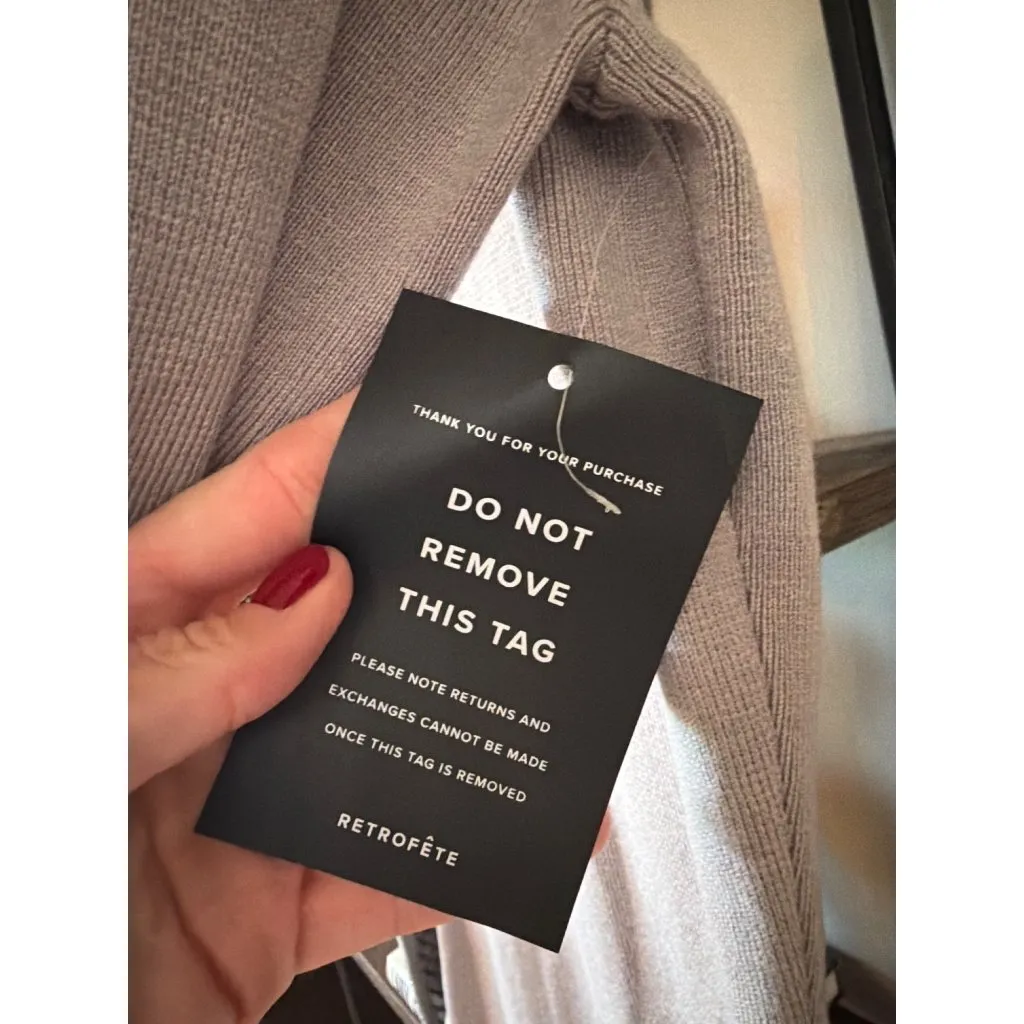 THANK YOU FOR YOUR PURCHASE
DO NOT
REMOVE
THIS TAG
PLEASE NOTE RETURNS AND
EXCHANGES CANNOT BE MADE
ONCE THIS TAG IS REMOVED
RETROFÊTE